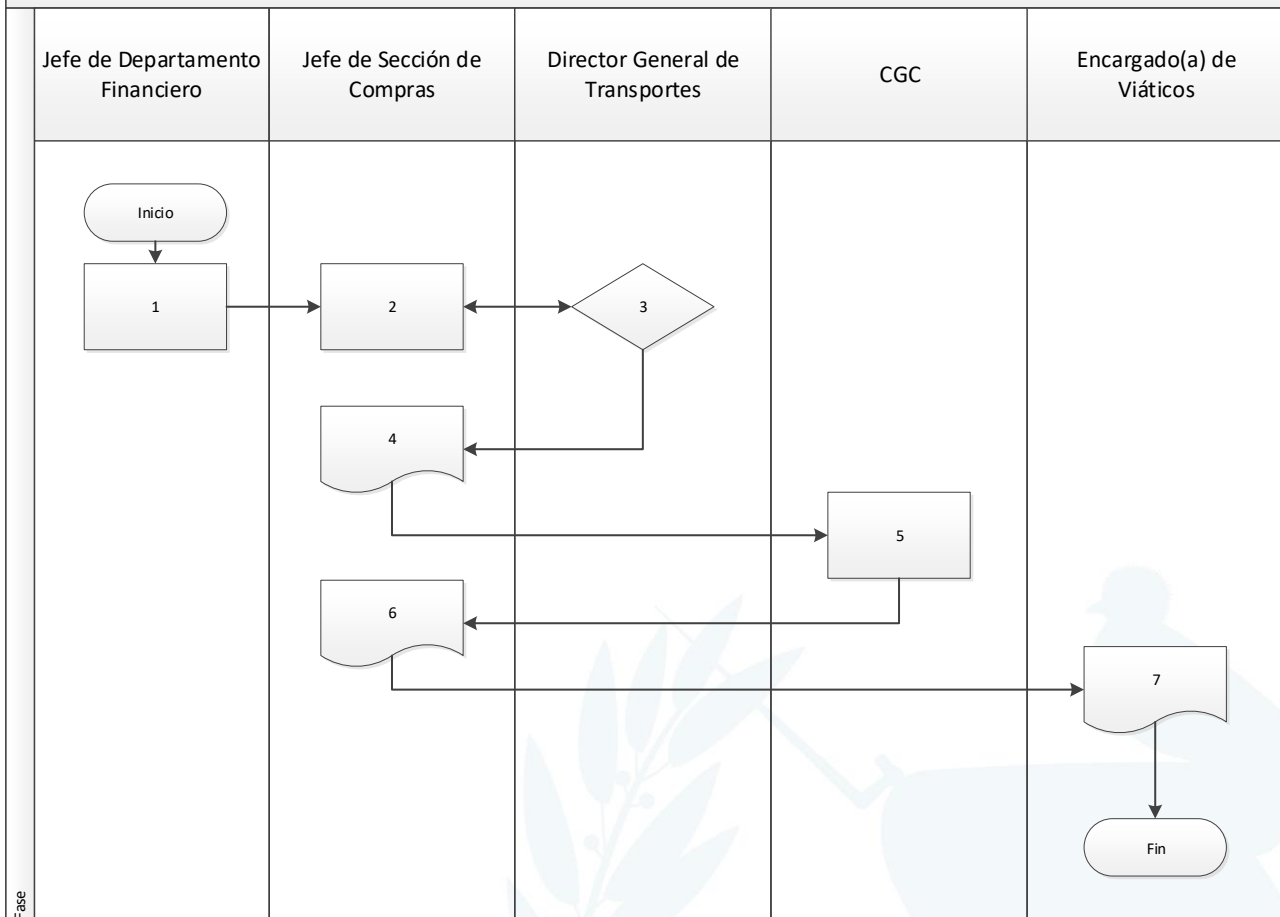 Jefe de Departamento
Financiero
Jefe de Sección de
Compras
Director General de
Transportes
CGC
Encargado(a) de
Viáticos
Inicio
1
2
3
4
5
6
7
Fin
Fase